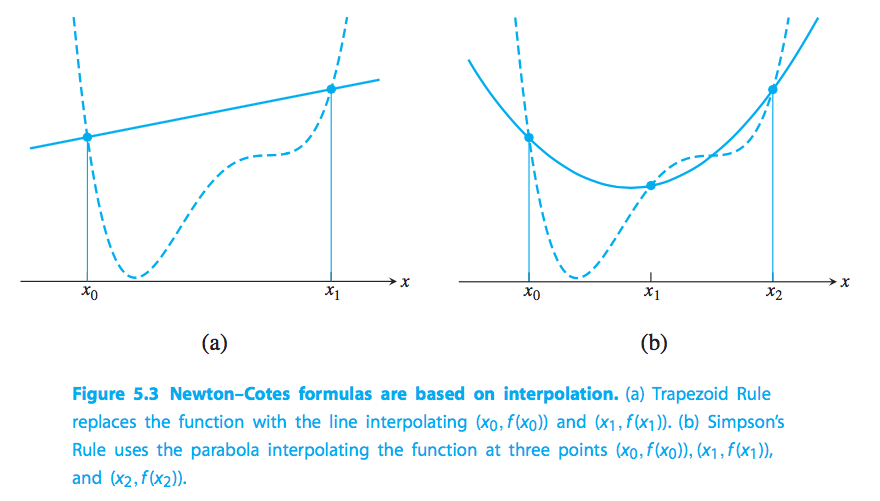 x₀
x₁
x
x₀
x₁
x₂
x
(a)
(b)
Figure 5.3 Newton–Cotes formulas are based on interpolation. (a) Trapezoid Rule
replaces the function with the line interpolating (x₀, f(x₀)) and (x₁, f(x₁)). (b) Simpson’s
Rule uses the parabola interpolating the function at three points (x₀, f(x₀)), (x₁, f(x₁)),
and (x₂, f(x₂)).